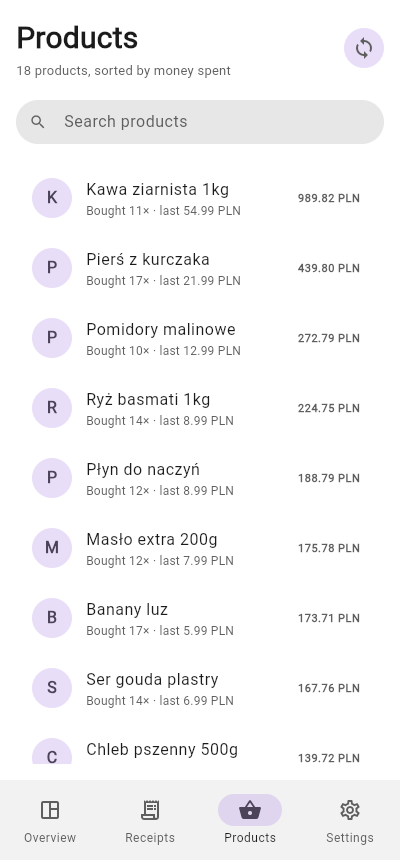 Products
18 products, sorted by money spent
Search products
K
Kawa ziarnista 1kg
Bought 11× · last 54.99 PLN
989.82 PLN
P
Pierś z kurczaka
Bought 17× · last 21.99 PLN
439.80 PLN
P
Pomidory malinowe
Bought 10× · last 12.99 PLN
272.79 PLN
R
Ryż basmati 1kg
Bought 14× · last 8.99 PLN
224.75 PLN
P
Płyn do naczyń
Bought 12× · last 8.99 PLN
188.79 PLN
M
Masło extra 200g
Bought 12× · last 7.99 PLN
175.78 PLN
B
Banany luz
Bought 17× · last 5.99 PLN
173.71 PLN
S
Ser gouda plastry
Bought 14× · last 6.99 PLN
167.76 PLN
C
Chleb pszenny 500g
139.72 PLN
Overview
Receipts
Products
Settings